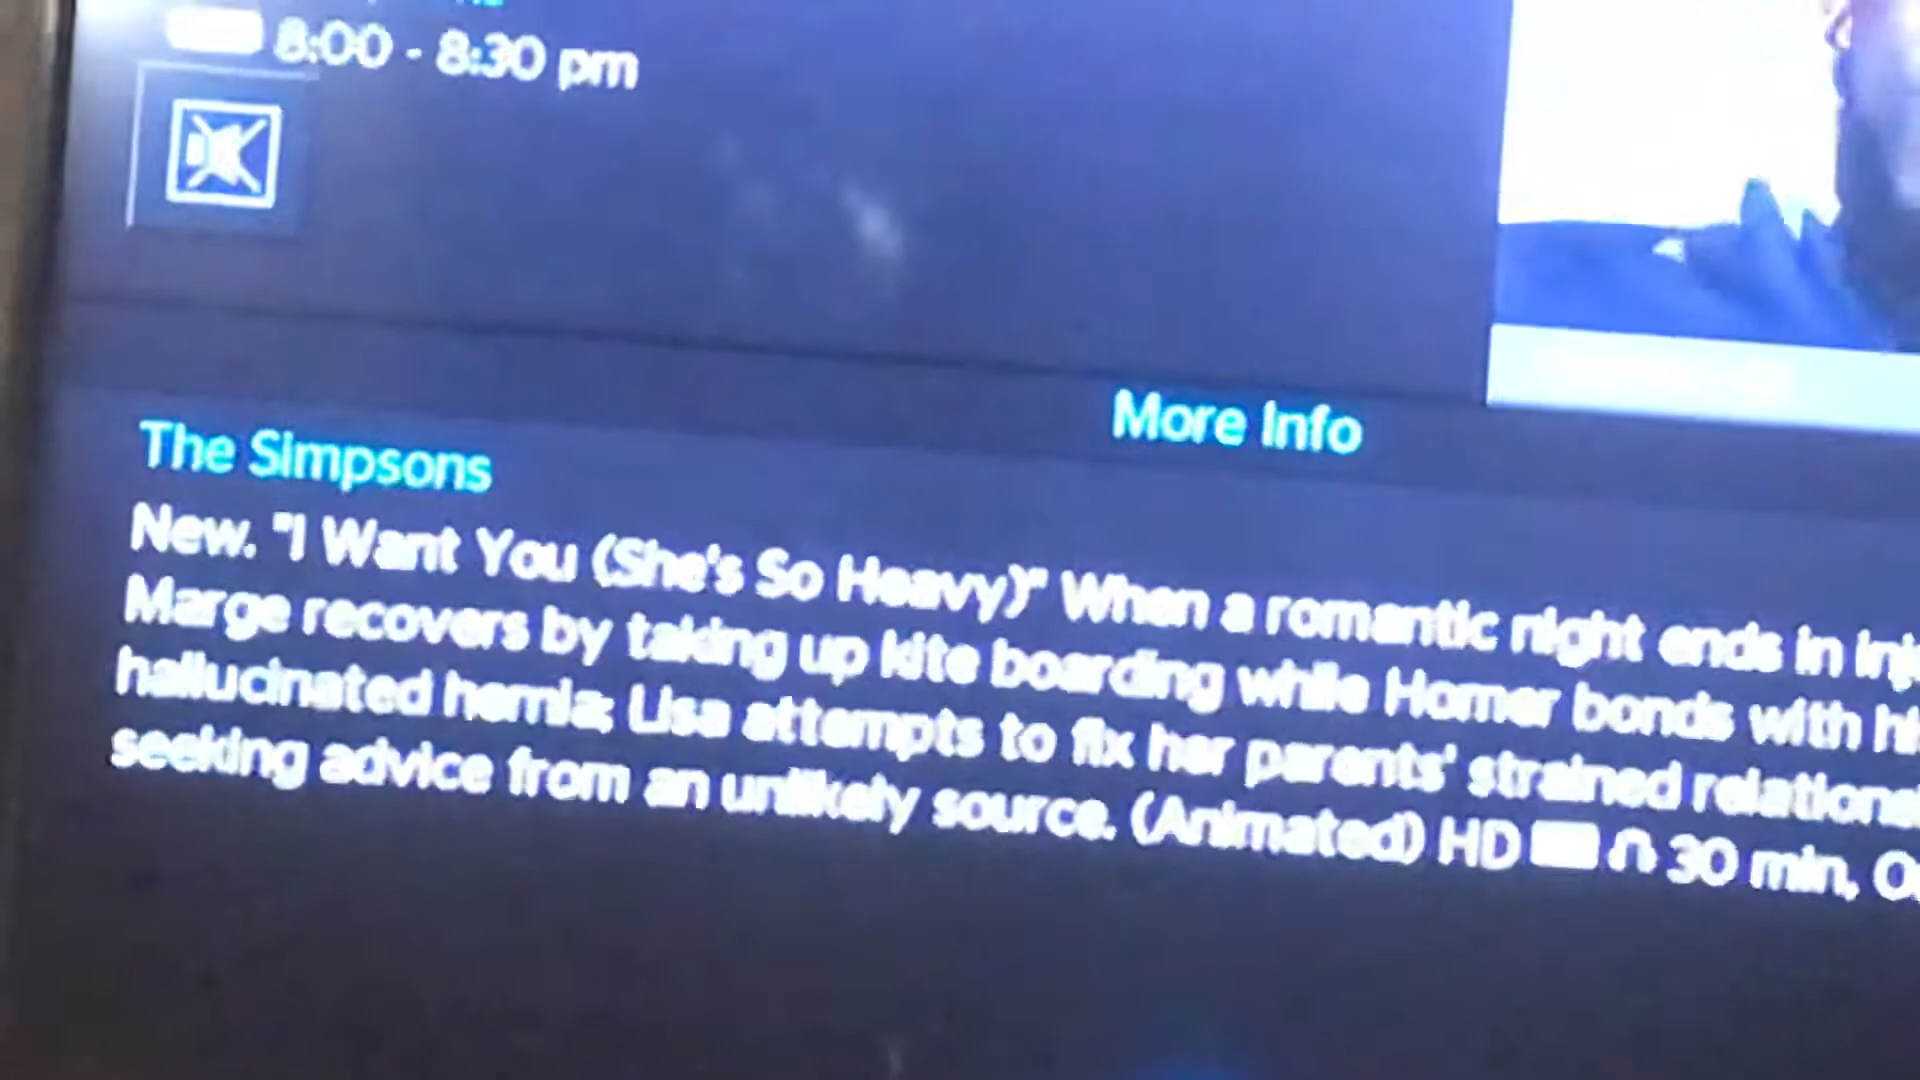 8:00 - 8:30 pm
More Info
The Simpsons
New. "I Want You (She's So Heavy)" When a romantic night ends in
Marge recovers by taking up kite boarding while Homer bonds with
hallucinated hernia; Lisa attempts to fix her parents' strained
seeking advice from an unlikely source. (Animated) HD 30 min,